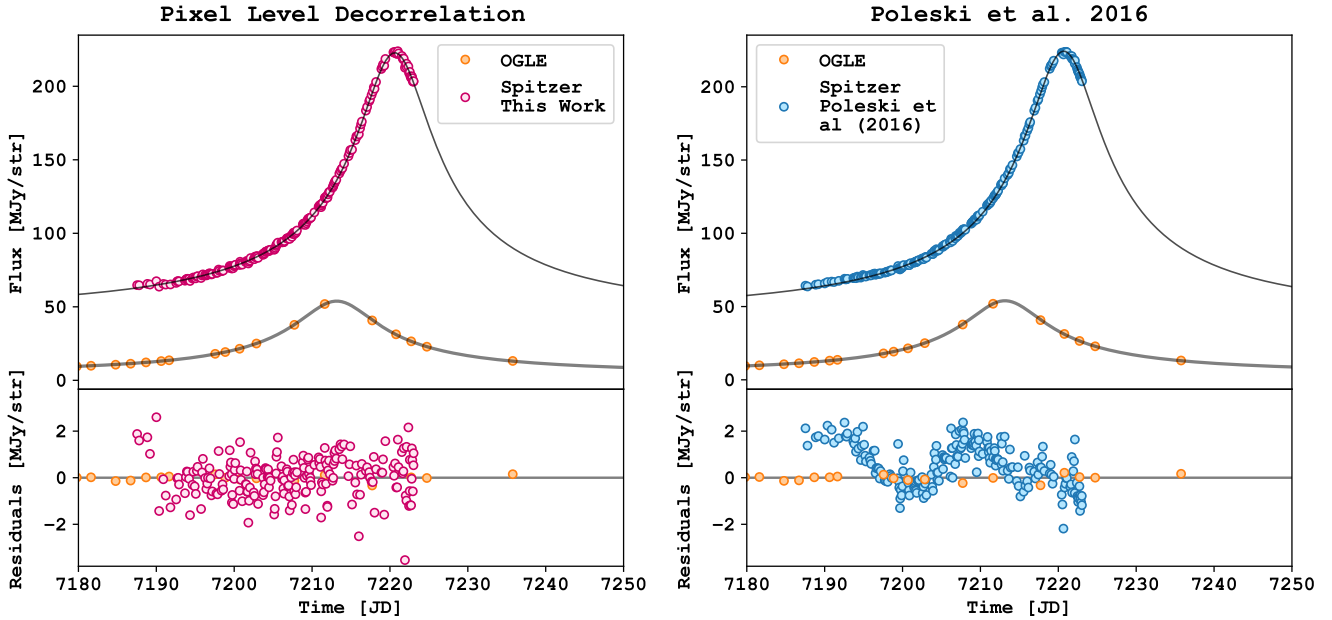 Pixel Level Decorrelation
Flux [MJy/str]
200
150
100
50
0
OGLE
Spitzer
This Work
Residuals [MJy/str]
2
0
−2
7180
7190
7200
7210
7220
7230
7240
7250
Time [JD]
Poleski et al. 2016
Flux [MJy/str]
200
150
100
50
0
OGLE
Spitzer
Poleski et
al (2016)
Residuals [MJy/str]
2
0
−2
7180
7190
7200
7210
7220
7230
7240
7250
Time [JD]